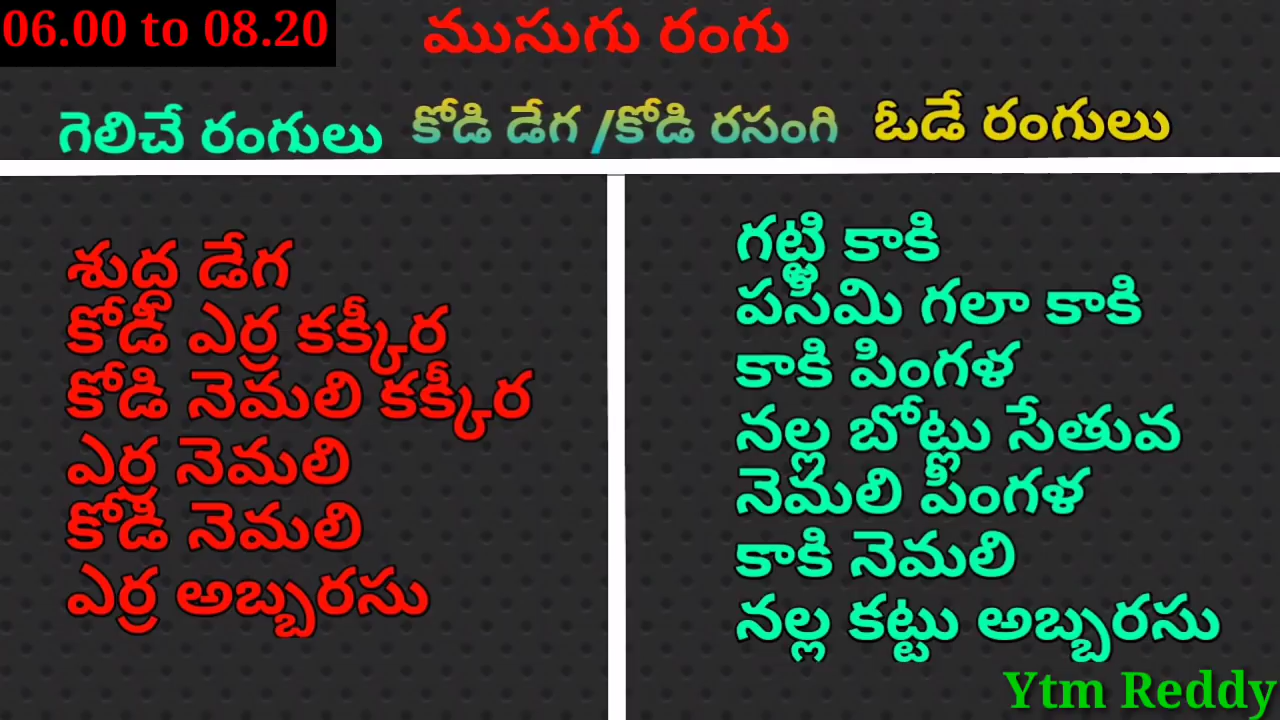 06.00 to 08.20
ముసుగు రంగు
గెలిచే రంగులు
కోడి డేగ /కోడి రసంగి
ఓడే రంగులు
శుద్ధ డేగ
కోడి ఎర్ర కక్కీర
కోడి నెమలి కక్కీర
ఎర్ర నెమలి
కోడి నెమలి
ఎర్ర అబ్బరసు
గట్టి కాకి
పసిమి గలా కాకి
కాకి పింగళ
నల్ల బోట్లు సేతువ
నెమలి పింగళ
కాకి నెమలి
నల్ల కట్టు అబ్బరసు
Ytm Reddy